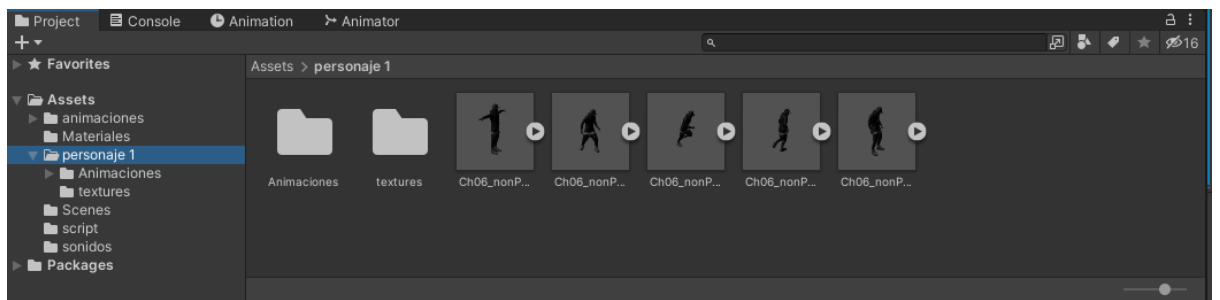 Project Console Animation Animator
16
Favorites
Assets > personaje 1
Assets
animaciones
Materiales
personaje 1
Animaciones
textures
Scenes
script
sonidos
Packages
Animaciones textures Ch06_nonP... Ch06_nonP... Ch06_nonP... Ch06_nonP... Ch06_nonP...